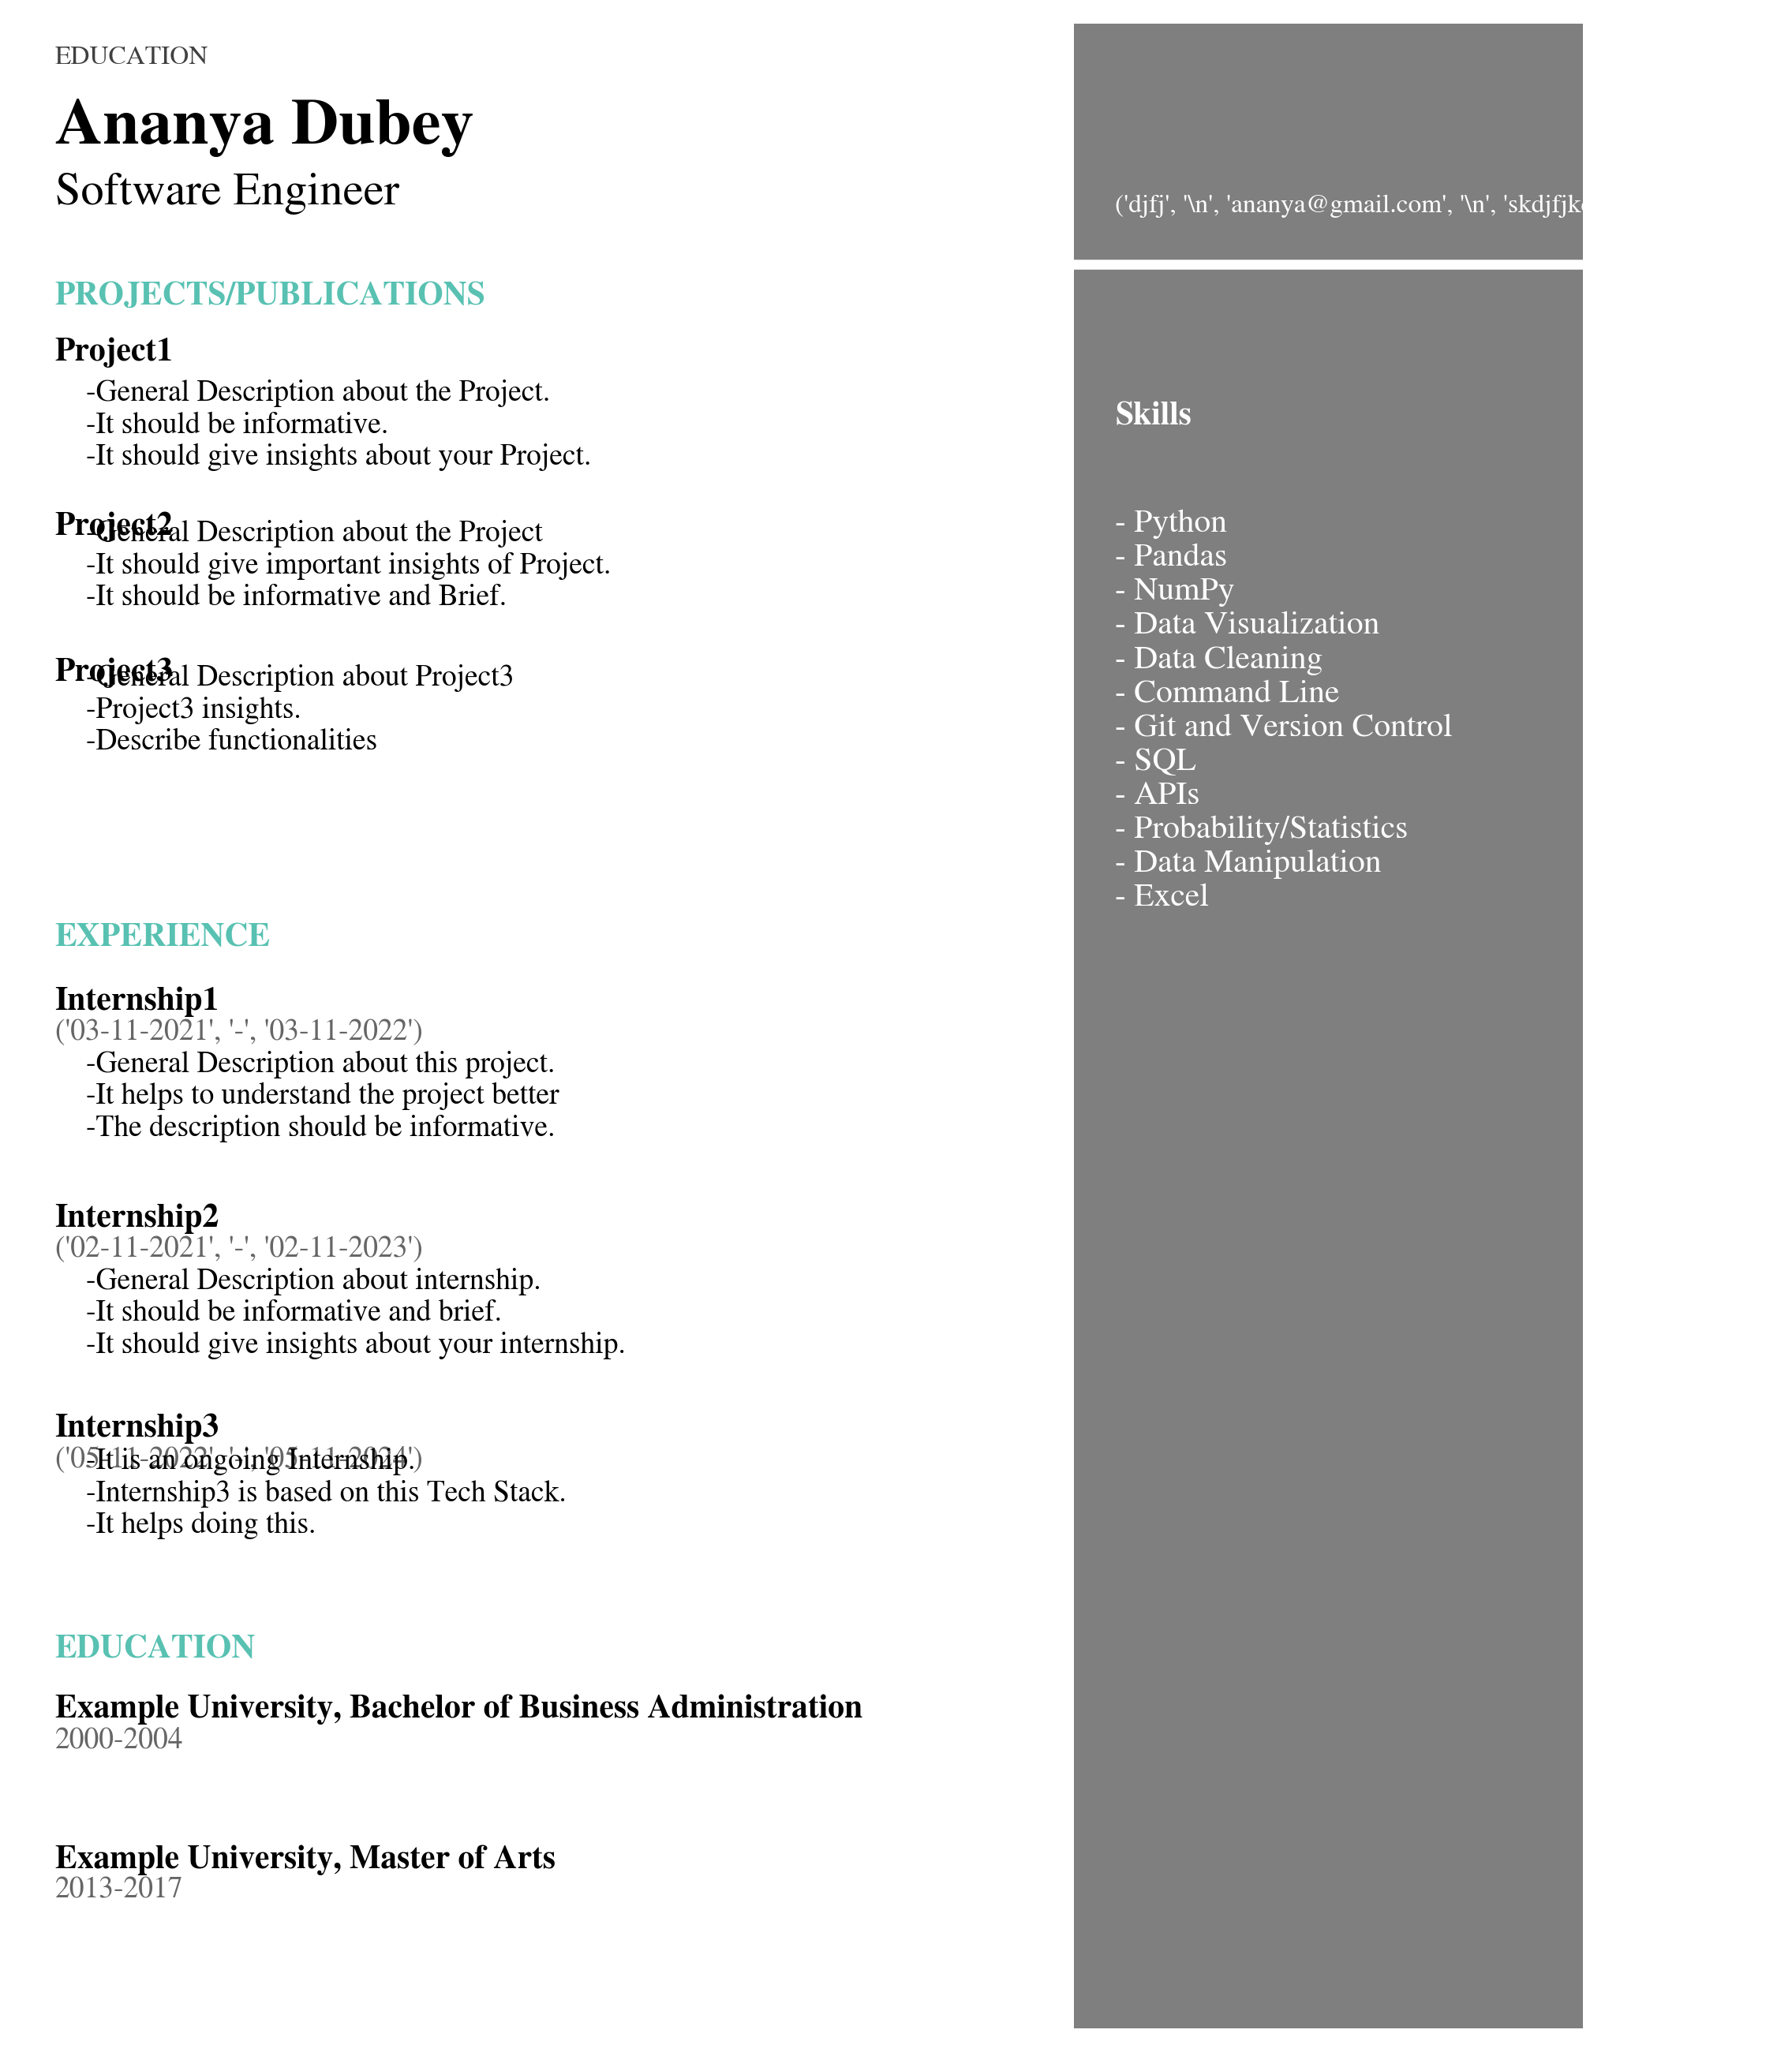 EDUCATION
Ananya Dubey
Software Engineer
PROJECTS/PUBLICATIONS
Project1
-General Description about the Project.
-It should be informative.
-It should give insights about your Project.
Project2
-General Description about the Project
-It should give important insights of Project.
-It should be informative and Brief.
Project3
-General Description about Project3
-Project3 insights.
-Describe functionalities
EXPERIENCE
Internship1
('03-11-2021', '-', '03-11-2022')
-General Description about this project.
-It helps to understand the project better
-The description should be informative.
Internship2
('02-11-2021', '-', '02-11-2023')
-General Description about internship.
-It should be informative and brief.
-It should give insights about your internship.
Internship3
('05-11-2022', '-', '05-11-2024')
-It is an ongoing Internship.
-Internship3 is based on this Tech Stack.
-It helps doing this.
EDUCATION
Example University, Bachelor of Business Administration
2000-2004
Example University, Master of Arts
2013-2017
('djfj', '\n', 'ananya@gmail.com', '\n',
Skills
- Python
- Pandas
- NumPy
- Data Visualization
- Data Cleaning
- Command Line
- Git and Version Control
- SQL
- APIs
- Probability/Statistics
- Data Manipulation
- Excel